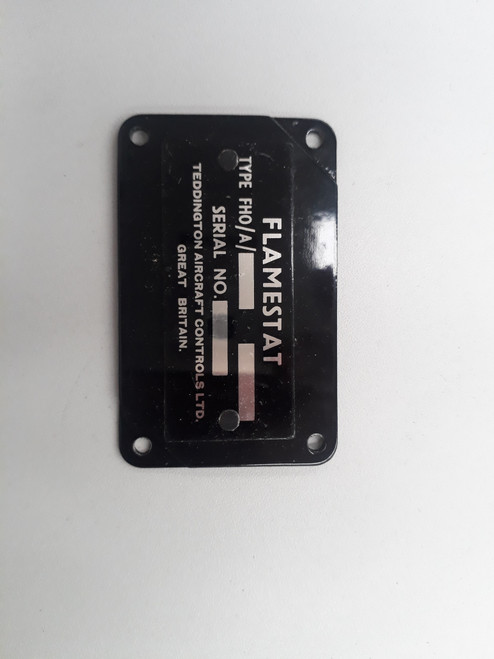 FLAMESTAT
TYPE FHO/A/
SERIAL NO.
TEDDINGTON AIRCRAFT CONTROLS LTD.
GREAT BRITAIN.